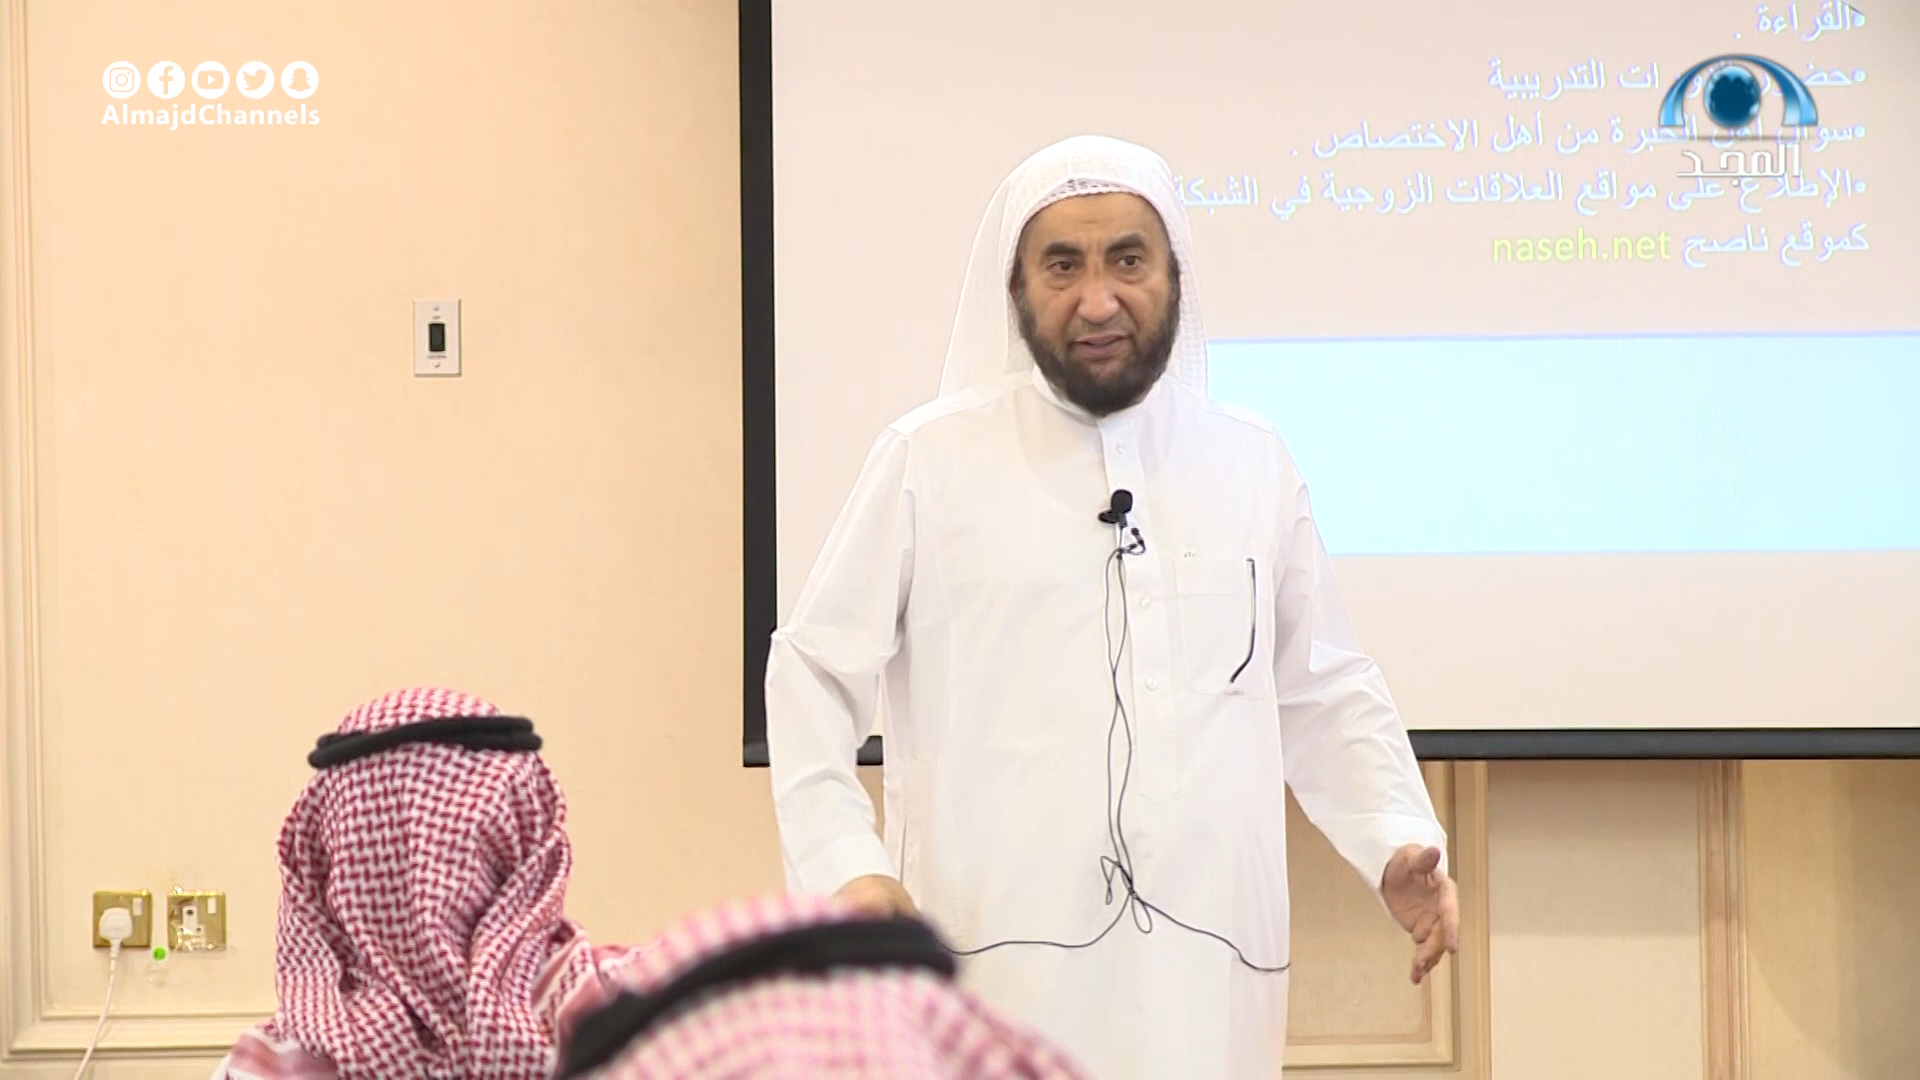 AlmajdChannels
المجد
•القراءة .
•حضور الدورات التدريبية
•سؤال أهل الخبرة من أهل الاختصاص .
•الإطلاع على مواقع العلاقات الزوجية في الشبكة
كموقع ناصح naseh.net